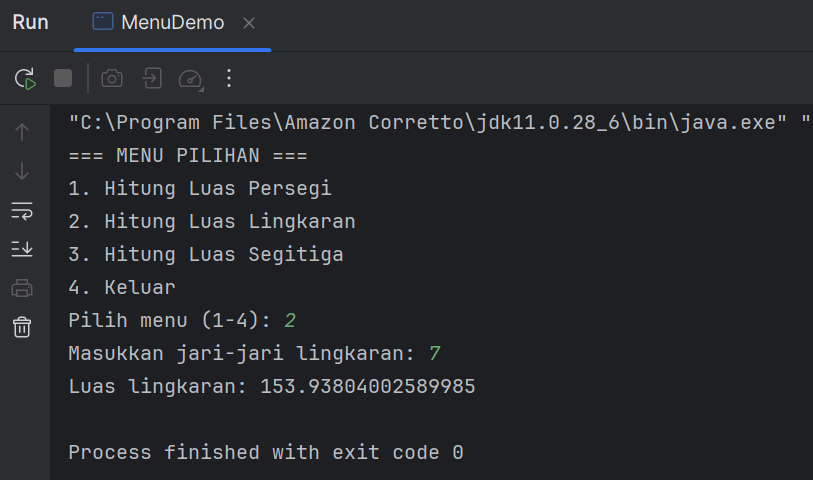 Run MenuDemo
"C:\Program Files\Amazon Corretto\jdk11.0.28_6\bin\java.exe" "
=== MENU PILIHAN ===
1. Hitung Luas Persegi
2. Hitung Luas Lingkaran
3. Hitung Luas Segitiga
4. Keluar
Pilih menu (1-4): 2
Masukkan jari-jari lingkaran: 7
Luas lingkaran: 153.93804002589985
Process finished with exit code 0